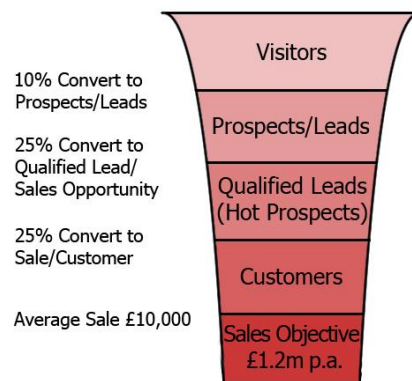 Visitors
10% Convert to
Prospects/Leads
Prospects/Leads
25% Convert to
Qualified Lead/
Sales Opportunity
Qualified Leads
(Hot Prospects)
25% Convert to
Sale/Customer
Customers
Average Sale £10,000
Sales Objective
£1.2m p.a.